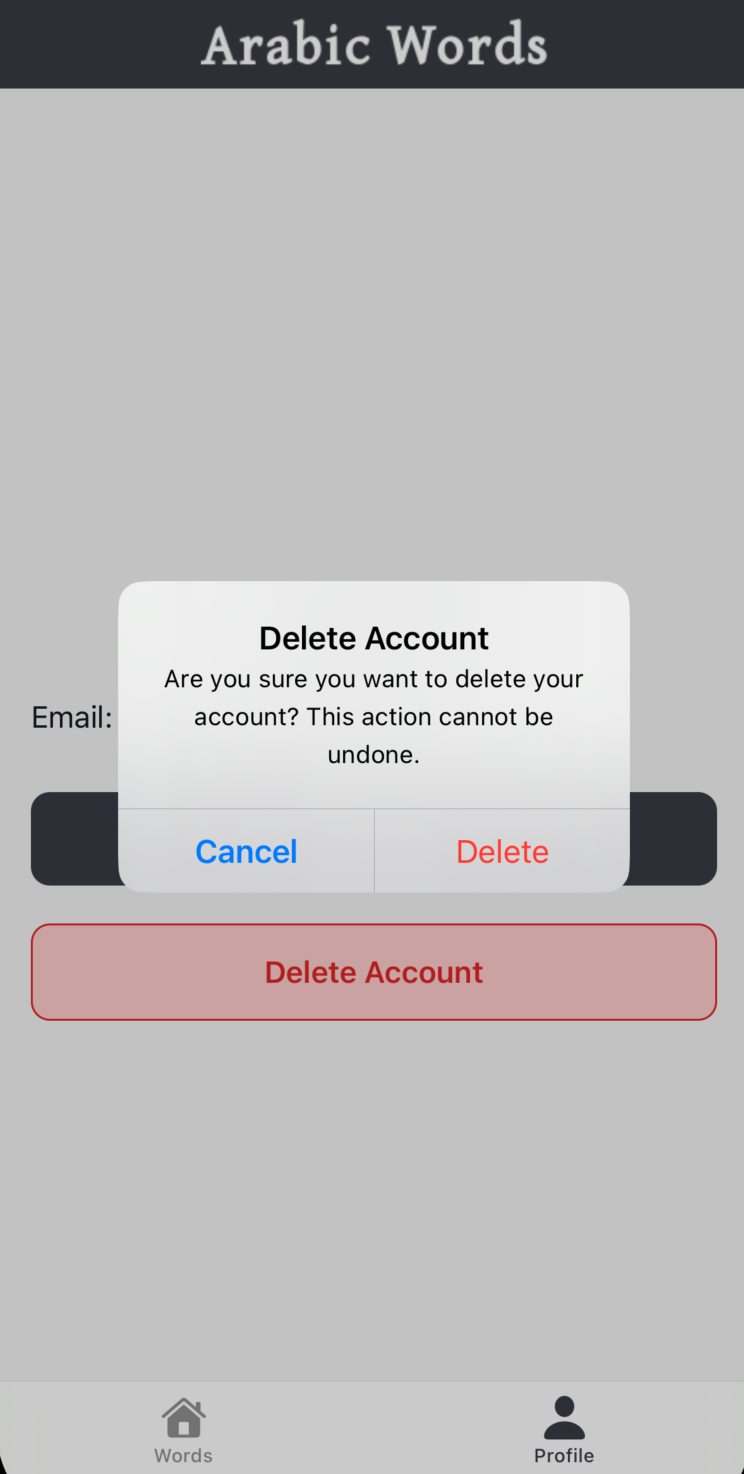 Arabic Words
Delete Account
Are you sure you want to delete your
account? This action cannot be
undone.
Email:
Cancel
Delete
Delete Account
Words
Profile